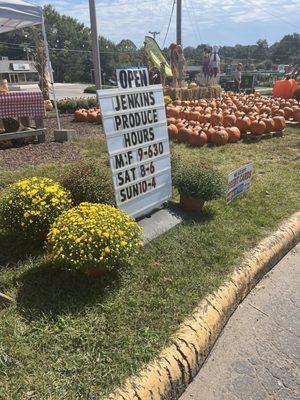 OPEN
JENKINS
PRODUCE
HOURS
M-F 9-630
SAT 8-6
SUN 10-4